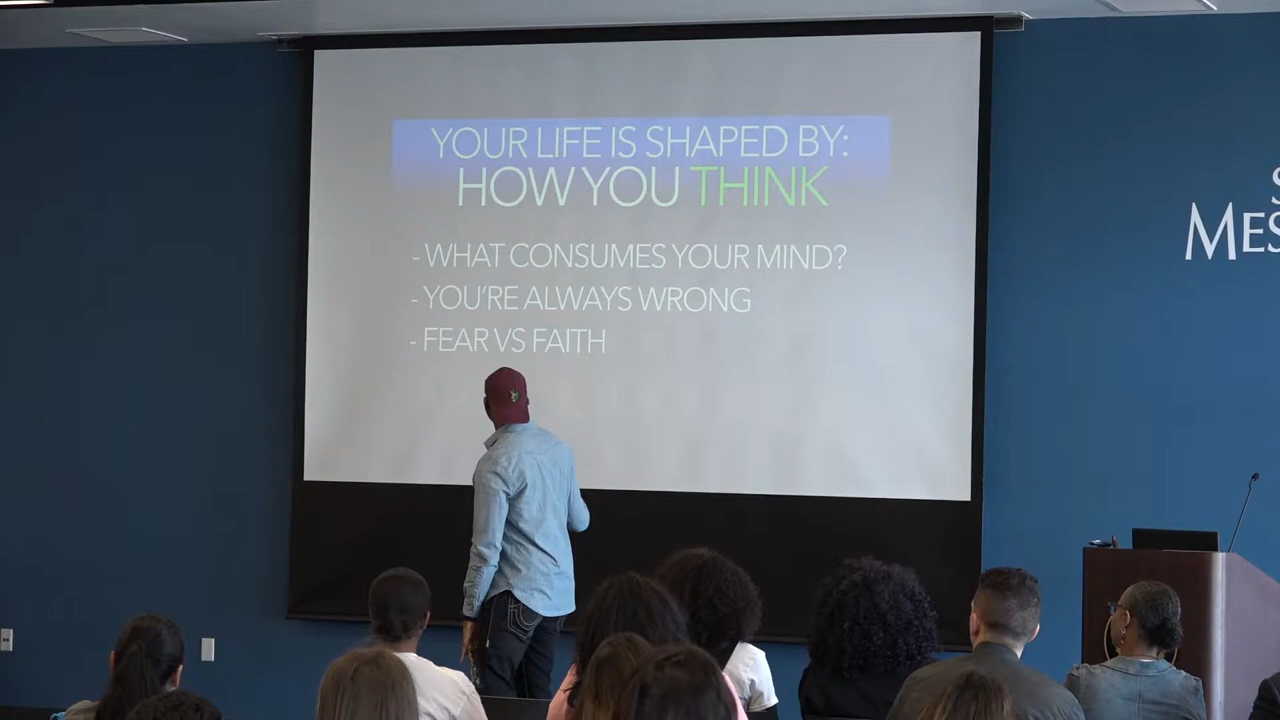 YOUR LIFE IS SHAPED BY:
HOW YOU THINK
- WHAT CONSUMES YOUR MIND?
- YOU'RE ALWAYS WRONG
- FEAR VS FAITH